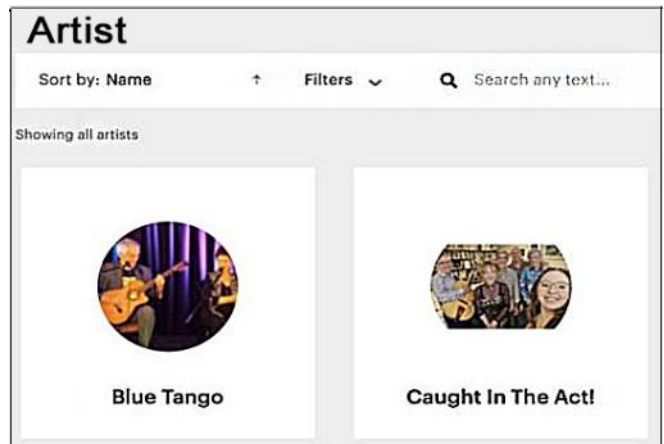 Artist
Sort by: Name ↑ Filters Search any text...
Showing all artists
Blue Tango Caught In The Act!